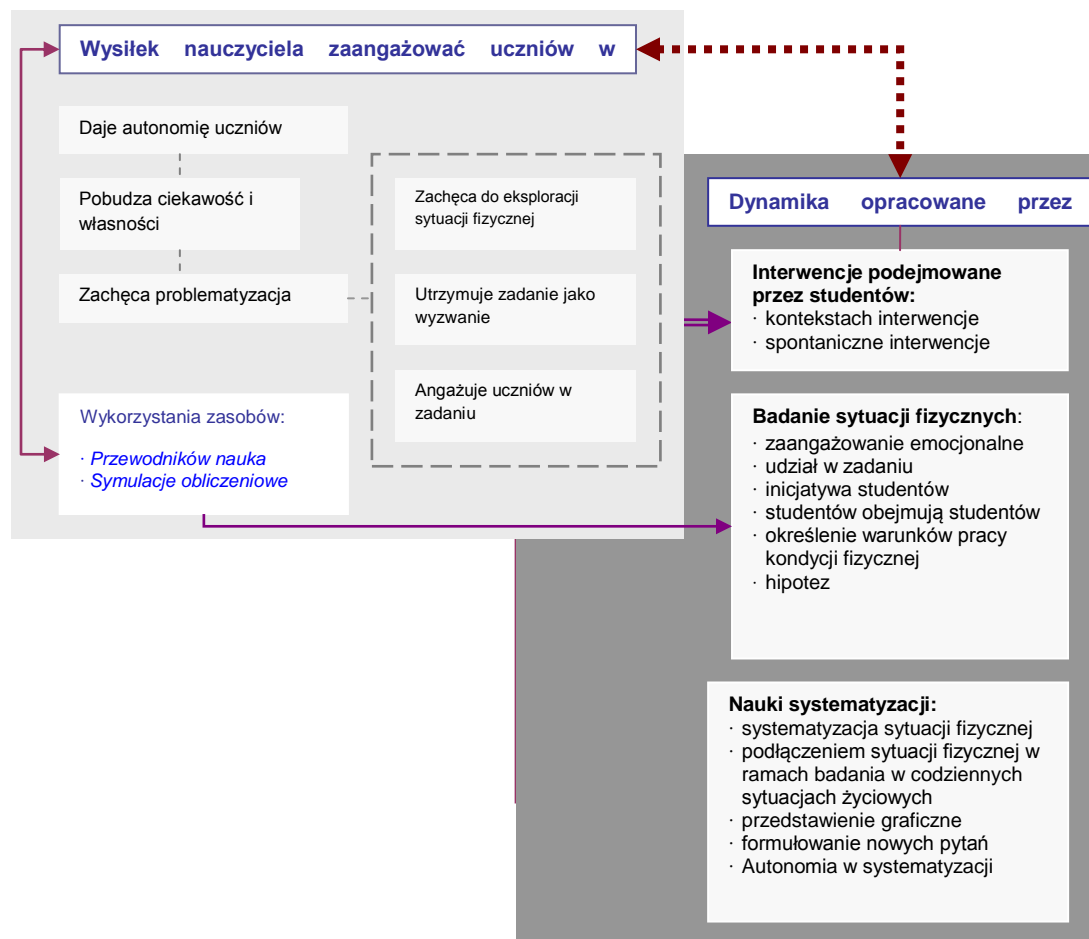 Wysiłek nauczyciela zaangażować uczniów w
Daje autonomię uczniów
Pobudza ciekawość i
własności
Zachęca problematyzacja
Zachęca do eksploracji
sytuacji fizycznej
Utrzymuje zadanie jako
wyzwanie
Angażuje uczniów w
zadaniu
Wykorzystania zasobów:
· Przewodników nauka
· Symulacje obliczeniowe
Dynamika opracowane przez
Interwencje podejmowane
przez studentów:
· kontekstach interwencje
· spontaniczne interwencje
Badanie sytuacji fizycznych:
· zaangażowanie emocjonalne
· udział w zadaniu
· inicjatywa studentów
· studentów obejmują studentów
· określenie warunków pracy
kondycji fizycznej
· hipotez
Nauki systematyzacji:
· systematyzacja sytuacji fizycznej
· podłączeniem sytuacji fizycznej w
ramach badania w codziennych
sytuacjach życiowych
· przedstawienie graficzne
· formułowanie nowych pytań
· Autonomia w systematyzacji